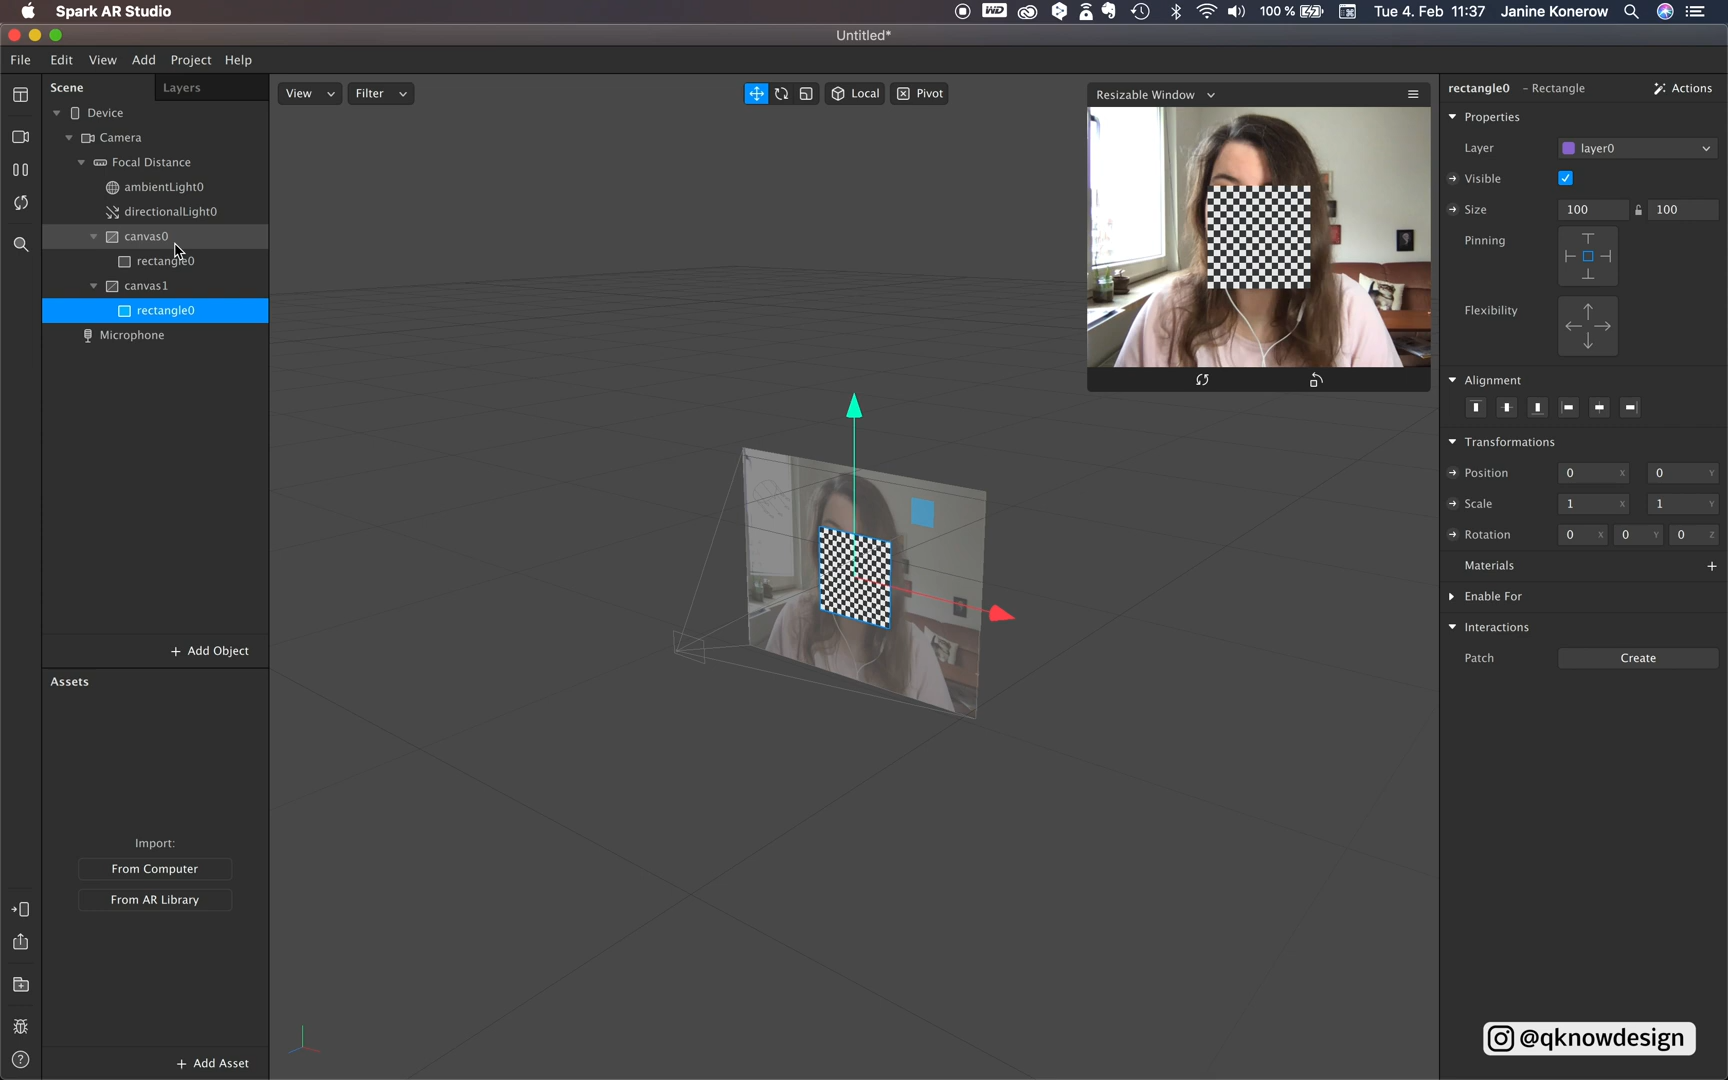 Spark AR Studio
WD
100 %
Tue 4. Feb 11:37
Janine Konerow
Untitled*
File Edit View Add Project Help
Scene
Layers
Device
Camera
Focal Distance
ambientLight0
directionalLight0
canvas0
rectangle0
canvas1
rectangle0
Microphone
+ Add Object
Assets
Import:
From Computer
From AR Library
+ Add Asset
View
Filter
Local
Pivot
Resizable Window
rectangle0 - Rectangle
Actions
Properties
Layer layer0
Visible
Size 100 100
Pinning
Flexibility
Alignment
Transformations
Position 0 X 0 Y
Scale 1 X 1 Y
Rotation 0 X 0 Y 0 Z
Materials +
Enable For
Interactions
Patch Create
@qknowdesign